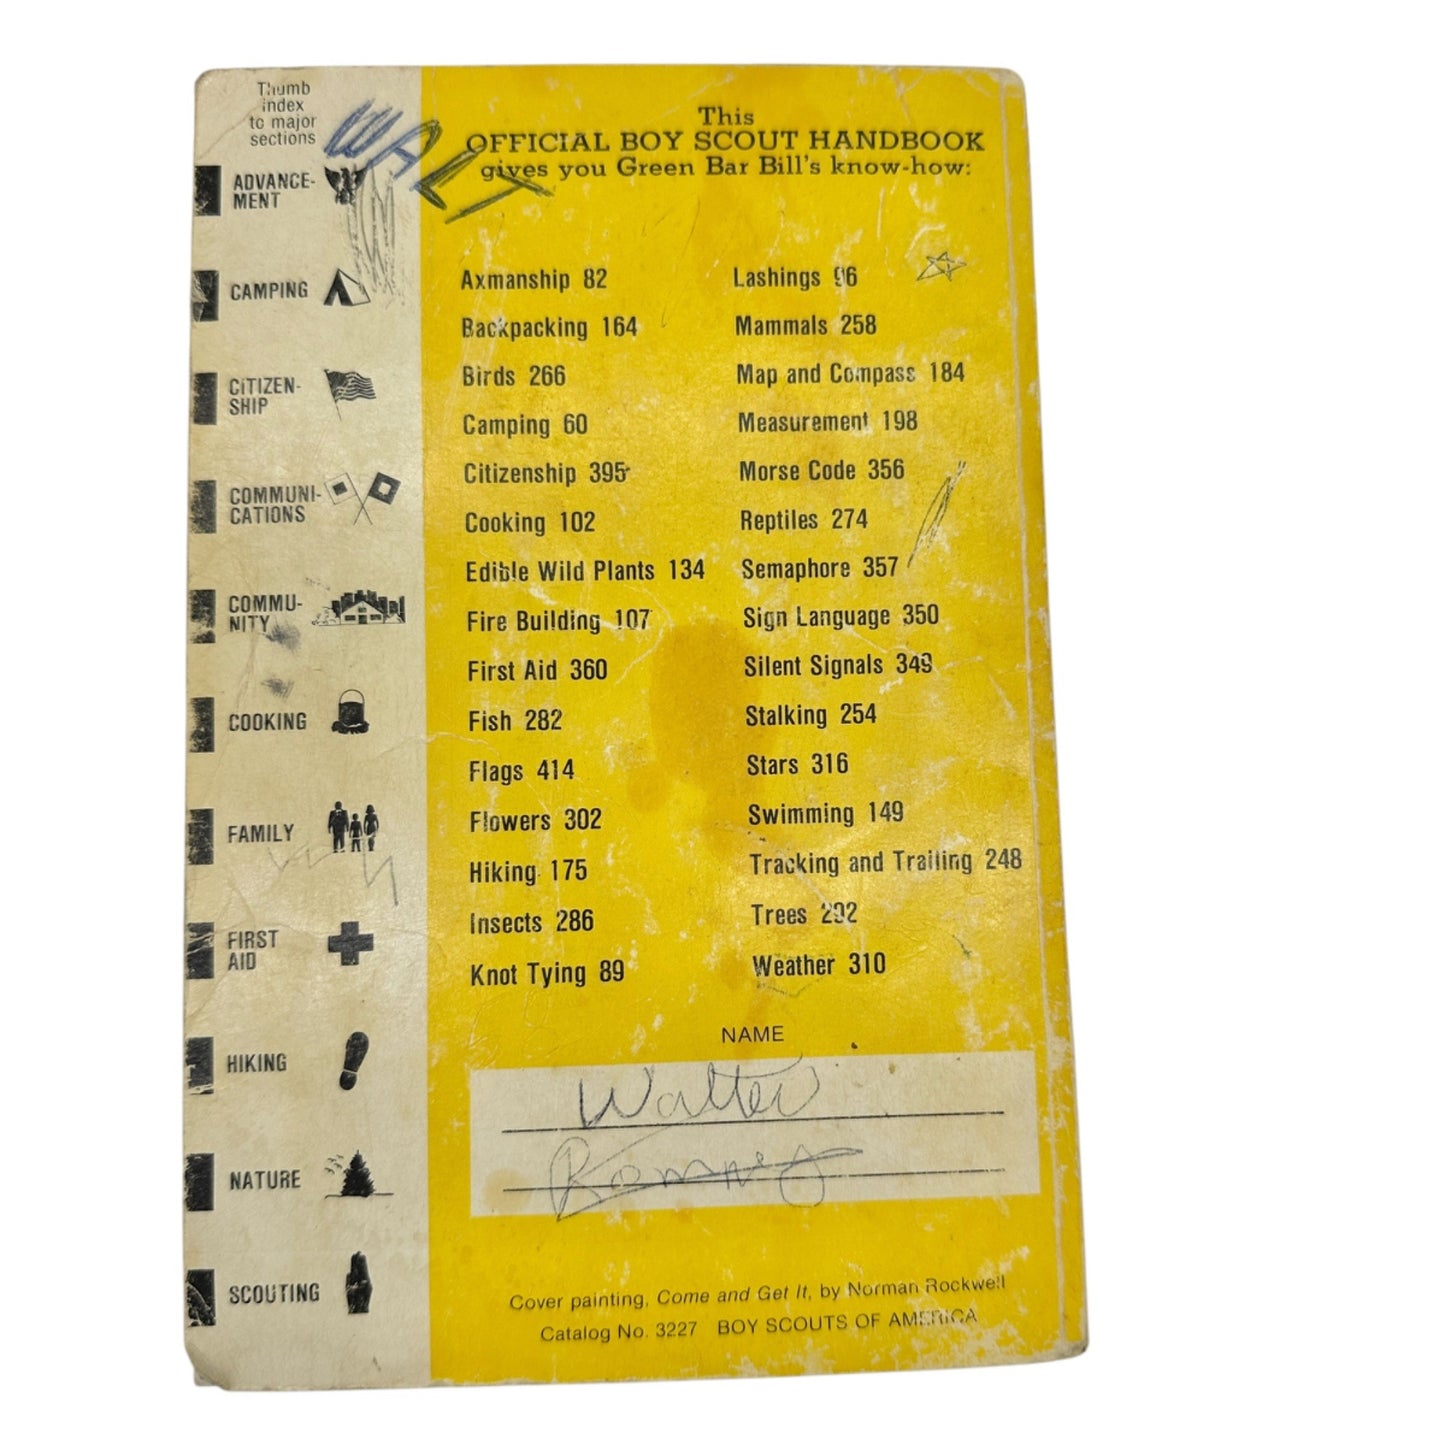 Thumb
index
to major
sections
WALT
ADVANCE-
MENT
CAMPING
CITIZEN-
SHIP
COMMUNI-
CATIONS
COMMU-
NITY
COOKING
FAMILY
FIRST
AID
HIKING
NATURE
SCOUTING
This
OFFICIAL BOY SCOUT HANDBOOK
gives you Green Bar Bill's know-how:
Axmanship 82
Backpacking 164
Birds 266
Camping 60
Citizenship 395
Cooking 102
Edible Wild Plants 134
Fire Building 107
First Aid 360
Fish 282
Flags 414
Flowers 302
Hiking 175
Insects 286
Knot Tying 89
Lashings 96
Mammals 258
Map and Compass 184
Measurement 198
Morse Code 356
Reptiles 274
Semaphore 357
Sign Language 350
Silent Signals 349
Stalking 254
Stars 316
Swimming 149
Tracking and Trailing 248
Trees 292
Weather 310
NAME
Walter
Cover painting, Come and Get It, by Norman Rockwell
Catalog No. 3227 BOY SCOUTS OF AMERICA